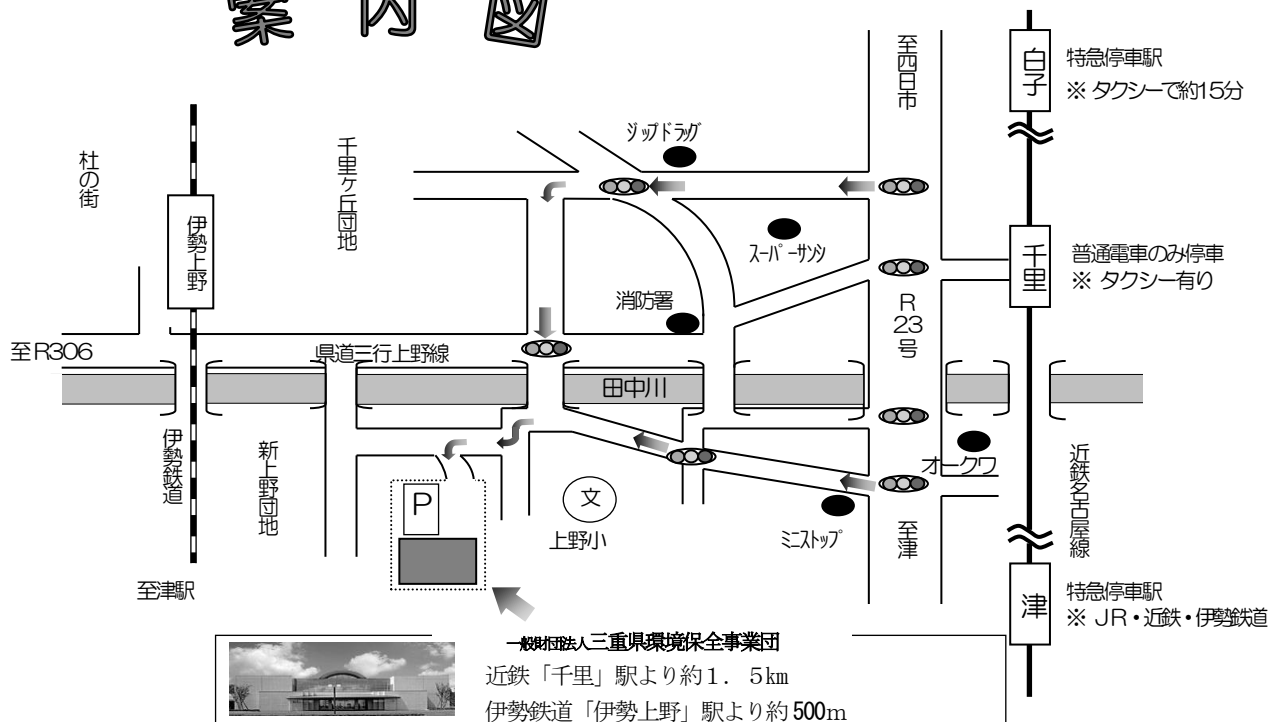 案内図
至四日市
白子
特急停車駅
※ タクシーで約15分
ジップドラッグ
杜の街
千里ヶ丘団地
伊勢上野
スーパーサンシ
千里
普通電車のみ停車
※ タクシー有り
消防署
R23号
至R306
県道三行上野線
田中川
伊勢鉄道
新上野団地
オークワ
近鉄名古屋線
P
文
上野小
ミニストップ
至津
至津駅
津
特急停車駅
※ JR・近鉄・伊勢鉄道
一般財団法人三重県環境保全事業団
近鉄「千里」駅より約1．5km
伊勢鉄道「伊勢上野」駅より約500m